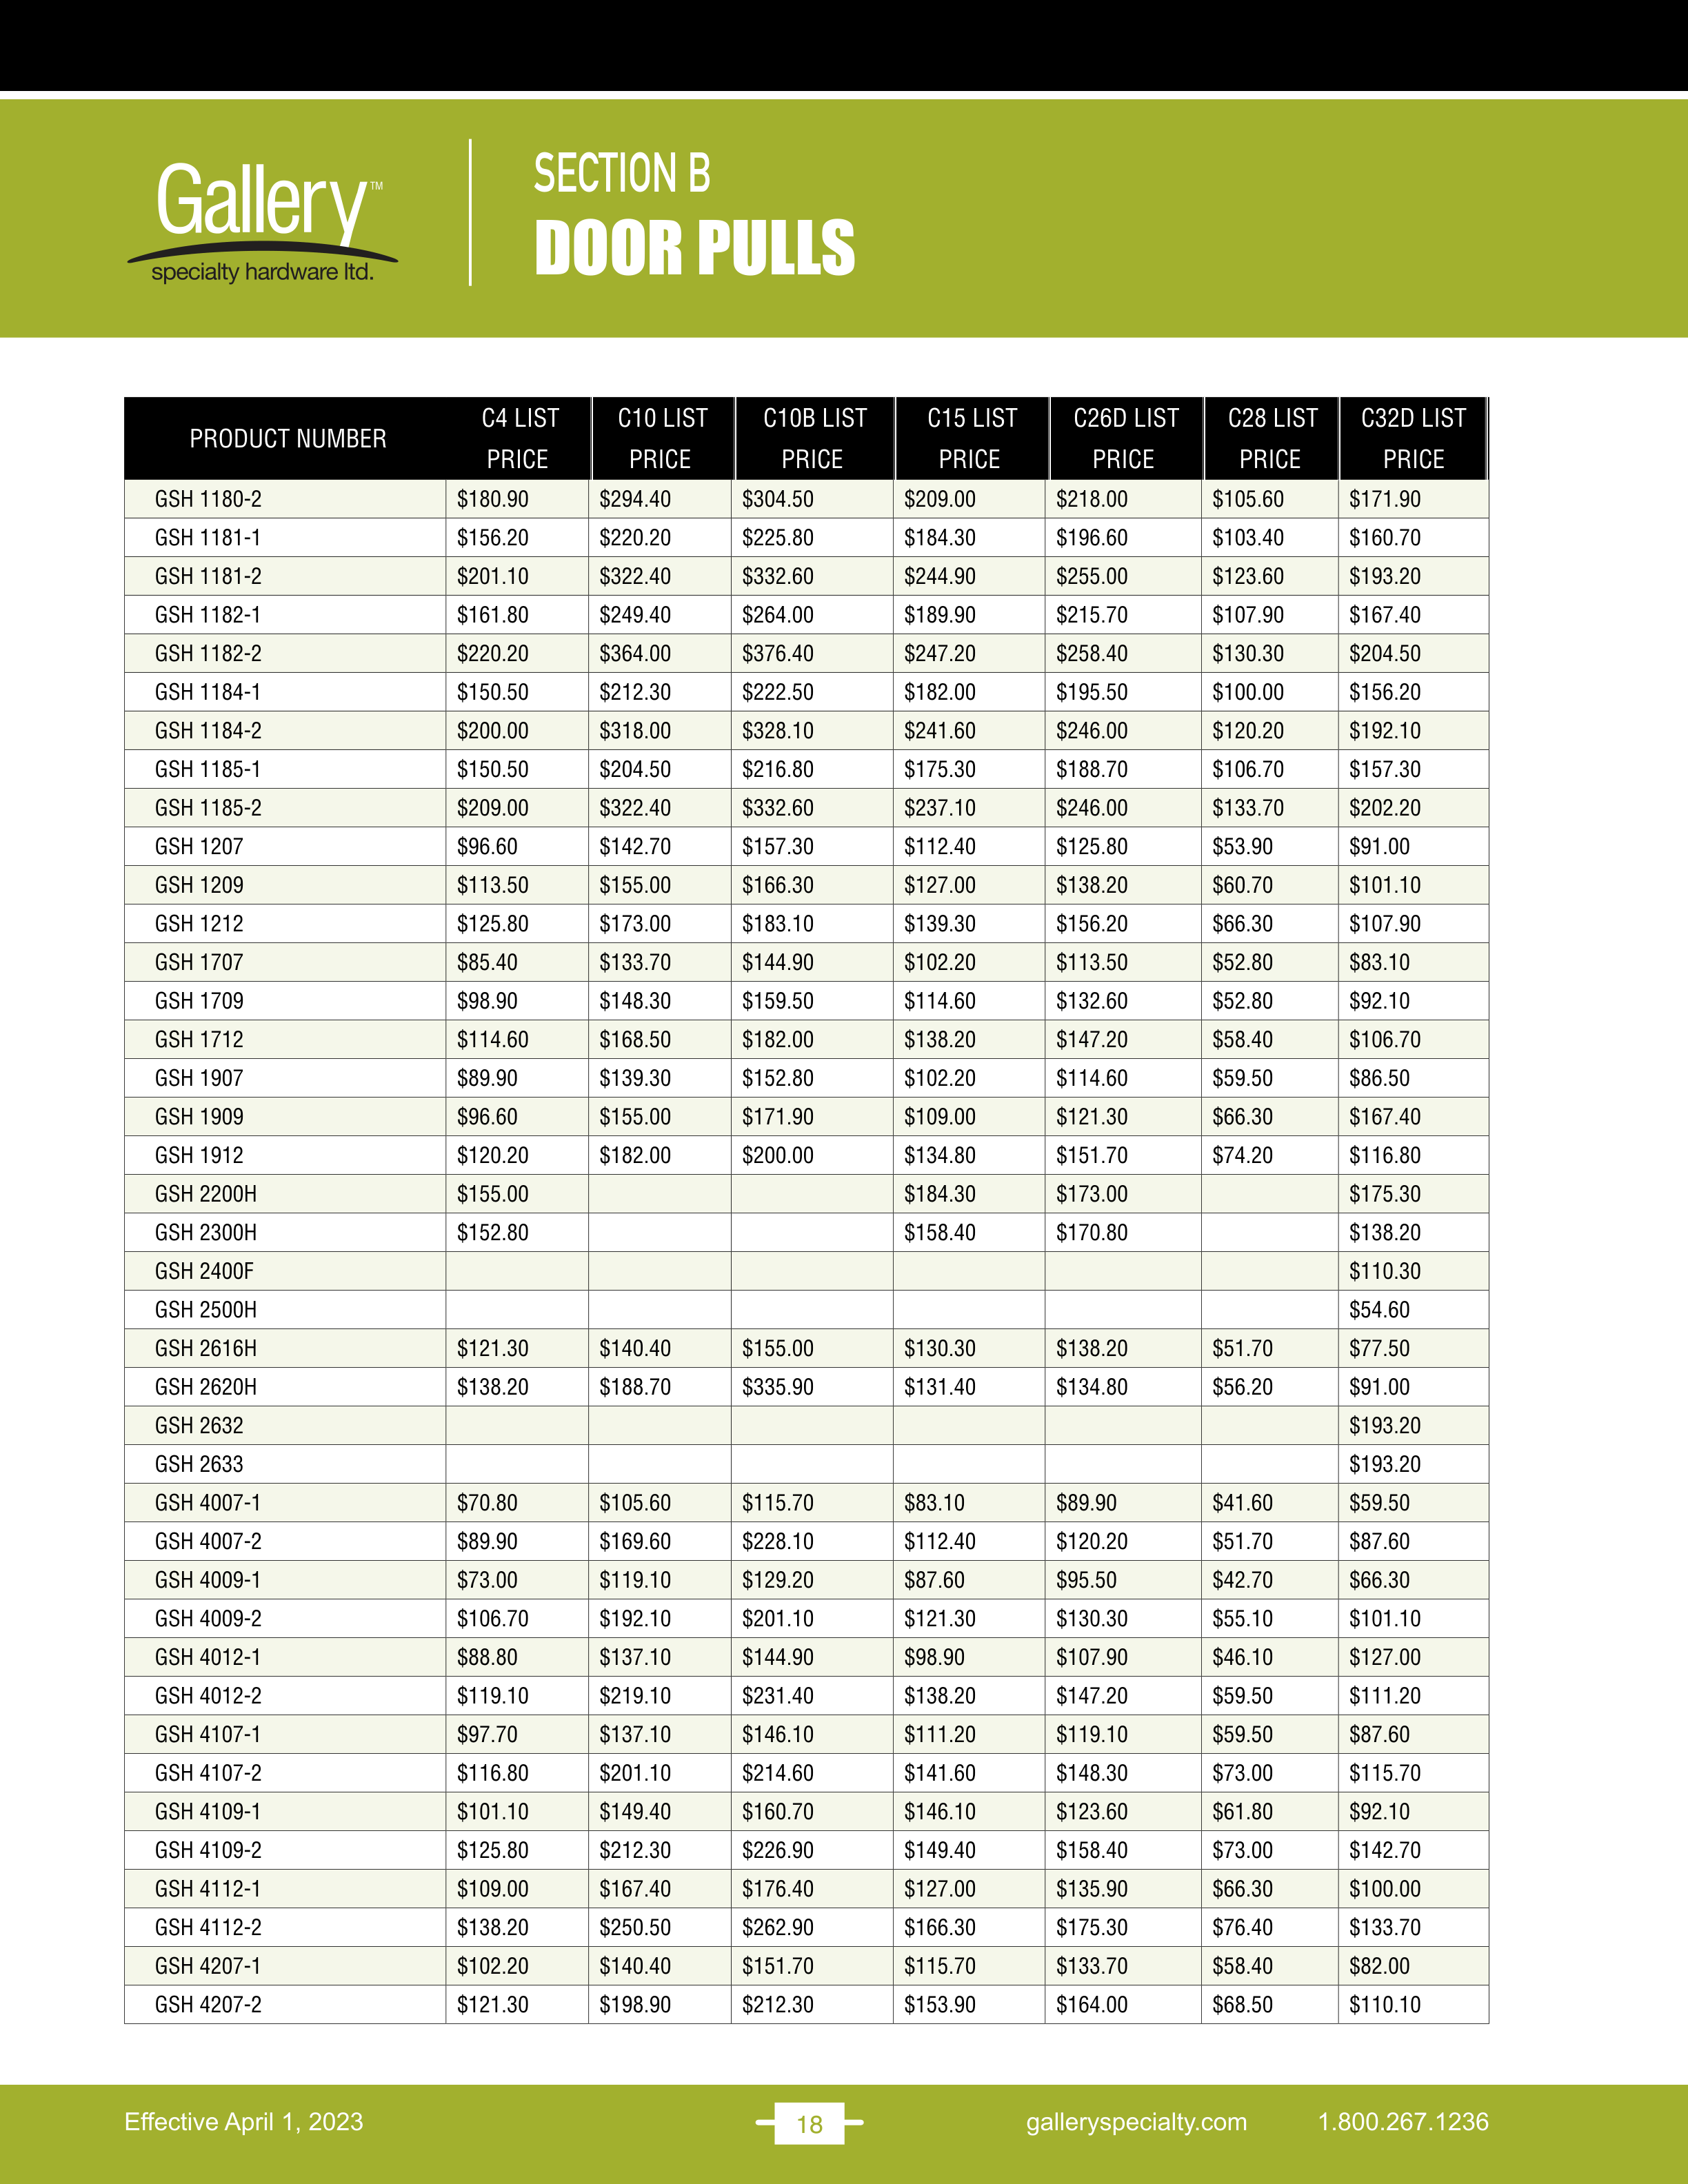 Gallery™
specialty hardware ltd.
SECTION B
DOOR PULLS
PRODUCT NUMBER C4 LIST PRICE C10 LIST PRICE C10B LIST PRICE C15 LIST PRICE C26D LIST PRICE C28 LIST PRICE C32D LIST PRICE
GSH 1180-2 $180.90 $294.40 $304.50 $209.00 $218.00 $105.60 $171.90
GSH 1181-1 $156.20 $220.20 $225.80 $184.30 $196.60 $103.40 $160.70
GSH 1181-2 $201.10 $322.40 $332.60 $244.90 $255.00 $123.60 $193.20
GSH 1182-1 $161.80 $249.40 $264.00 $189.90 $215.70 $107.90 $167.40
GSH 1182-2 $220.20 $364.00 $376.40 $247.20 $258.40 $130.30 $204.50
GSH 1184-1 $150.50 $212.30 $222.50 $182.00 $195.50 $100.00 $156.20
GSH 1184-2 $200.00 $318.00 $328.10 $241.60 $246.00 $120.20 $192.10
GSH 1185-1 $150.50 $204.50 $216.80 $175.30 $188.70 $106.70 $157.30
GSH 1185-2 $209.00 $322.40 $332.60 $237.10 $246.00 $133.70 $202.20
GSH 1207 $96.60 $142.70 $157.30 $112.40 $125.80 $53.90 $91.00
GSH 1209 $113.50 $155.00 $166.30 $127.00 $138.20 $60.70 $101.10
GSH 1212 $125.80 $173.00 $183.10 $139.30 $156.20 $66.30 $107.90
GSH 1707 $85.40 $133.70 $144.90 $102.20 $113.50 $52.80 $83.10
GSH 1709 $98.90 $148.30 $159.50 $114.60 $132.60 $52.80 $92.10
GSH 1712 $114.60 $168.50 $182.00 $138.20 $147.20 $58.40 $106.70
GSH 1907 $89.90 $139.30 $152.80 $102.20 $114.60 $59.50 $86.50
GSH 1909 $96.60 $155.00 $171.90 $109.00 $121.30 $66.30 $167.40
GSH 1912 $120.20 $182.00 $200.00 $134.80 $151.70 $74.20 $116.80
GSH 2200H $155.00 $184.30 $173.00 $175.30
GSH 2300H $152.80 $158.40 $170.80 $138.20
GSH 2400F $110.30
GSH 2500H $54.60
GSH 2616H $121.30 $140.40 $155.00 $130.30 $138.20 $51.70 $77.50
GSH 2620H $138.20 $188.70 $335.90 $131.40 $134.80 $56.20 $91.00
GSH 2632 $193.20
GSH 2633 $193.20
GSH 4007-1 $70.80 $105.60 $115.70 $83.10 $89.90 $41.60 $59.50
GSH 4007-2 $89.90 $169.60 $228.10 $112.40 $120.20 $51.70 $87.60
GSH 4009-1 $73.00 $119.10 $129.20 $87.60 $95.50 $42.70 $66.30
GSH 4009-2 $106.70 $192.10 $201.10 $121.30 $130.30 $55.10 $101.10
GSH 4012-1 $88.80 $137.10 $144.90 $98.90 $107.90 $46.10 $127.00
GSH 4012-2 $119.10 $219.10 $231.40 $138.20 $147.20 $59.50 $111.20
GSH 4107-1 $97.70 $137.10 $146.10 $111.20 $119.10 $59.50 $87.60
GSH 4107-2 $116.80 $201.10 $214.60 $141.60 $148.30 $73.00 $115.70
GSH 4109-1 $101.10 $149.40 $160.70 $146.10 $123.60 $61.80 $92.10
GSH 4109-2 $125.80 $212.30 $226.90 $149.40 $158.40 $73.00 $142.70
GSH 4112-1 $109.00 $167.40 $176.40 $127.00 $135.90 $66.30 $100.00
GSH 4112-2 $138.20 $250.50 $262.90 $166.30 $175.30 $76.40 $133.70
GSH 4207-1 $102.20 $140.40 $151.70 $115.70 $133.70 $58.40 $82.00
GSH 4207-2 $121.30 $198.90 $212.30 $153.90 $164.00 $68.50 $110.10
Effective April 1, 2023 18 galleryspecialty.com 1.800.267.1236